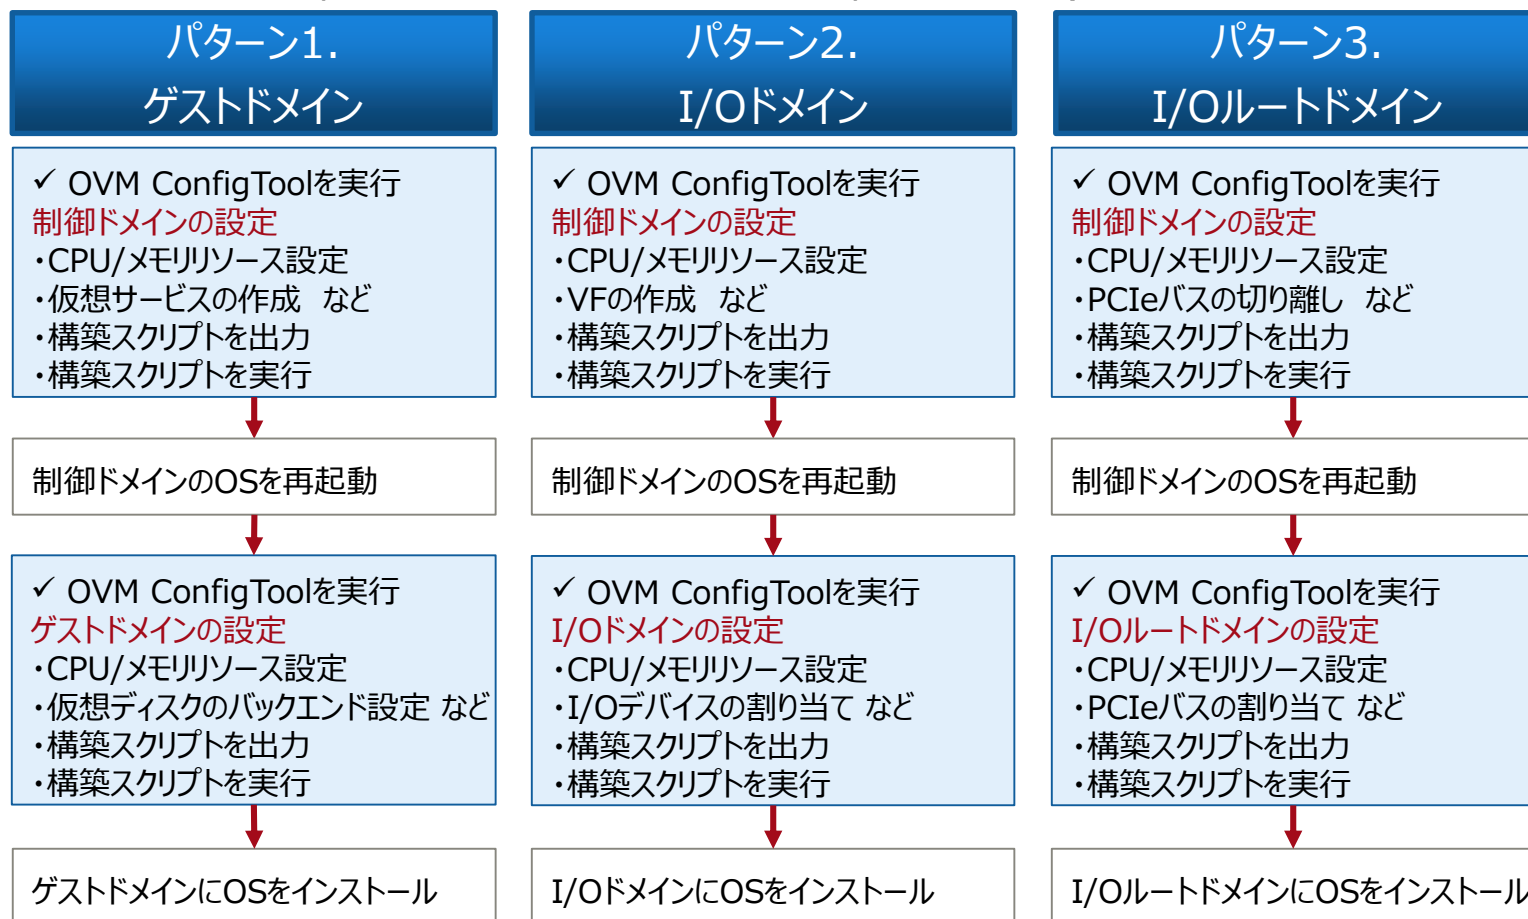 パターン1.
ゲストドメイン
✓ OVM ConfigToolを実行
制御ドメインの設定
・CPU/メモリリソース設定
・仮想サービスの作成 など
・構築スクリプトを出力
・構築スクリプトを実行
制御ドメインのOSを再起動
✓ OVM ConfigToolを実行
ゲストドメインの設定
・CPU/メモリリソース設定
・仮想ディスクのバックエンド設定 など
・構築スクリプトを出力
・構築スクリプトを実行
ゲストドメインにOSをインストール
パターン2.
I/Oドメイン
✓ OVM ConfigToolを実行
制御ドメインの設定
・CPU/メモリリソース設定
・VFの作成 など
・構築スクリプトを出力
・構築スクリプトを実行
制御ドメインのOSを再起動
✓ OVM ConfigToolを実行
I/Oドメインの設定
・CPU/メモリリソース設定
・I/Oデバイスの割り当て など
・構築スクリプトを出力
・構築スクリプトを実行
I/OドメインにOSをインストール
パターン3.
I/Oルートドメイン
✓ OVM ConfigToolを実行
制御ドメインの設定
・CPU/メモリリソース設定
・PCIeバスの切り離し など
・構築スクリプトを出力
・構築スクリプトを実行
制御ドメインのOSを再起動
✓ OVM ConfigToolを実行
I/Oルートドメインの設定
・CPU/メモリリソース設定
・PCIeバスの割り当て など
・構築スクリプトを出力
・構築スクリプトを実行
I/OルートドメインにOSをインストール